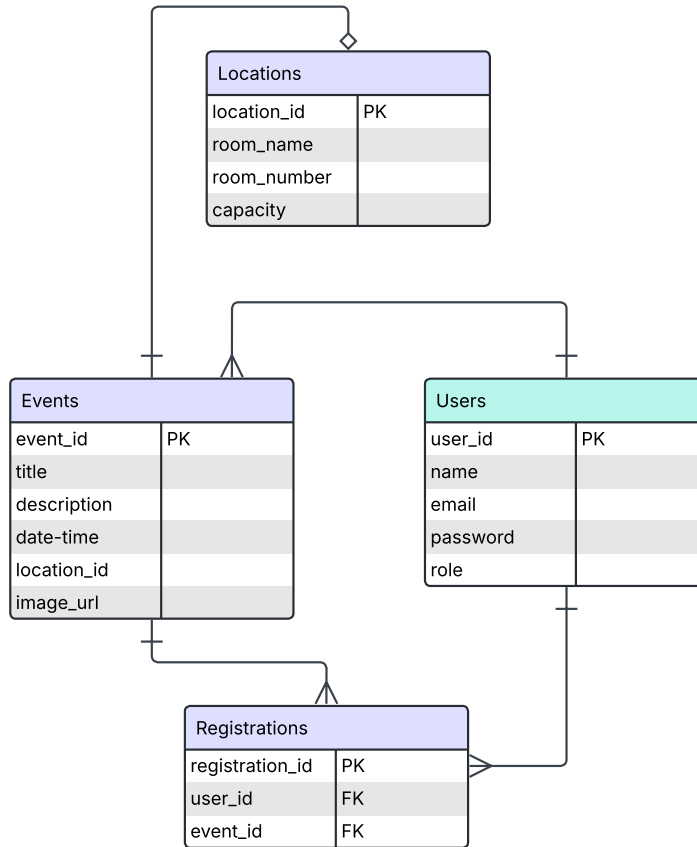 Locations
location_id PK
room_name
room_number
capacity
Events
event_id PK
title
description
date-time
location_id
image_url
Users
user_id PK
name
email
password
role
Registrations
registration_id PK
user_id FK
event_id FK